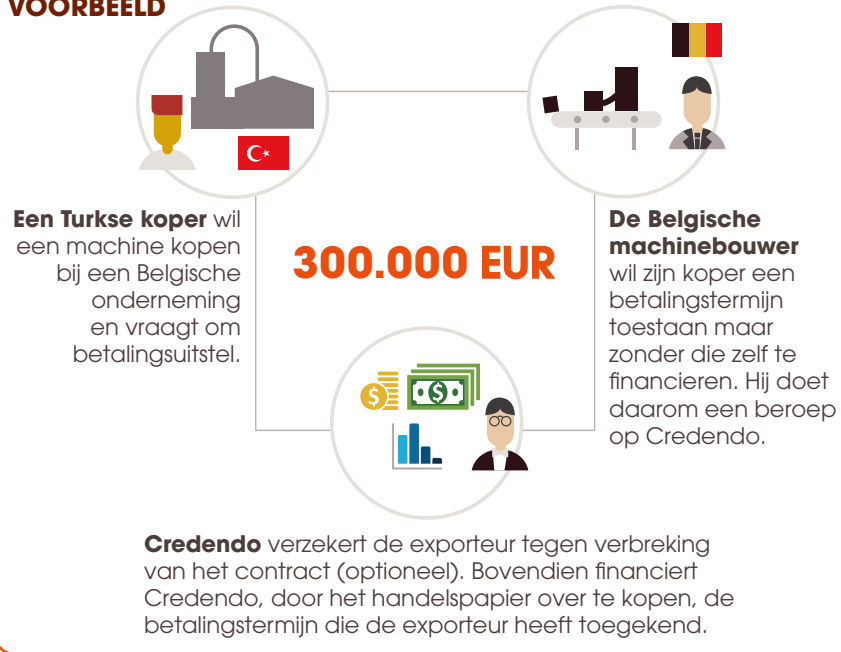 VOORBEELD
Een Turkse koper wil
een machine kopen
bij een Belgische
onderneming
en vraagt om
betalingsuitstel.
300.000 EUR
De Belgische
machinebouwer
wil zijn koper een
betalingstermijn
toestaan maar
zonder die zelf te
financieren. Hij doet
daarom een beroep
op Credendo.
$
$
Credendo verzekert de exporteur tegen verbreking
van het contract (optioneel). Bovendien financiert
Credendo, door het handelspapier over te kopen, de
betalingstermijn die de exporteur heeft toegekend.